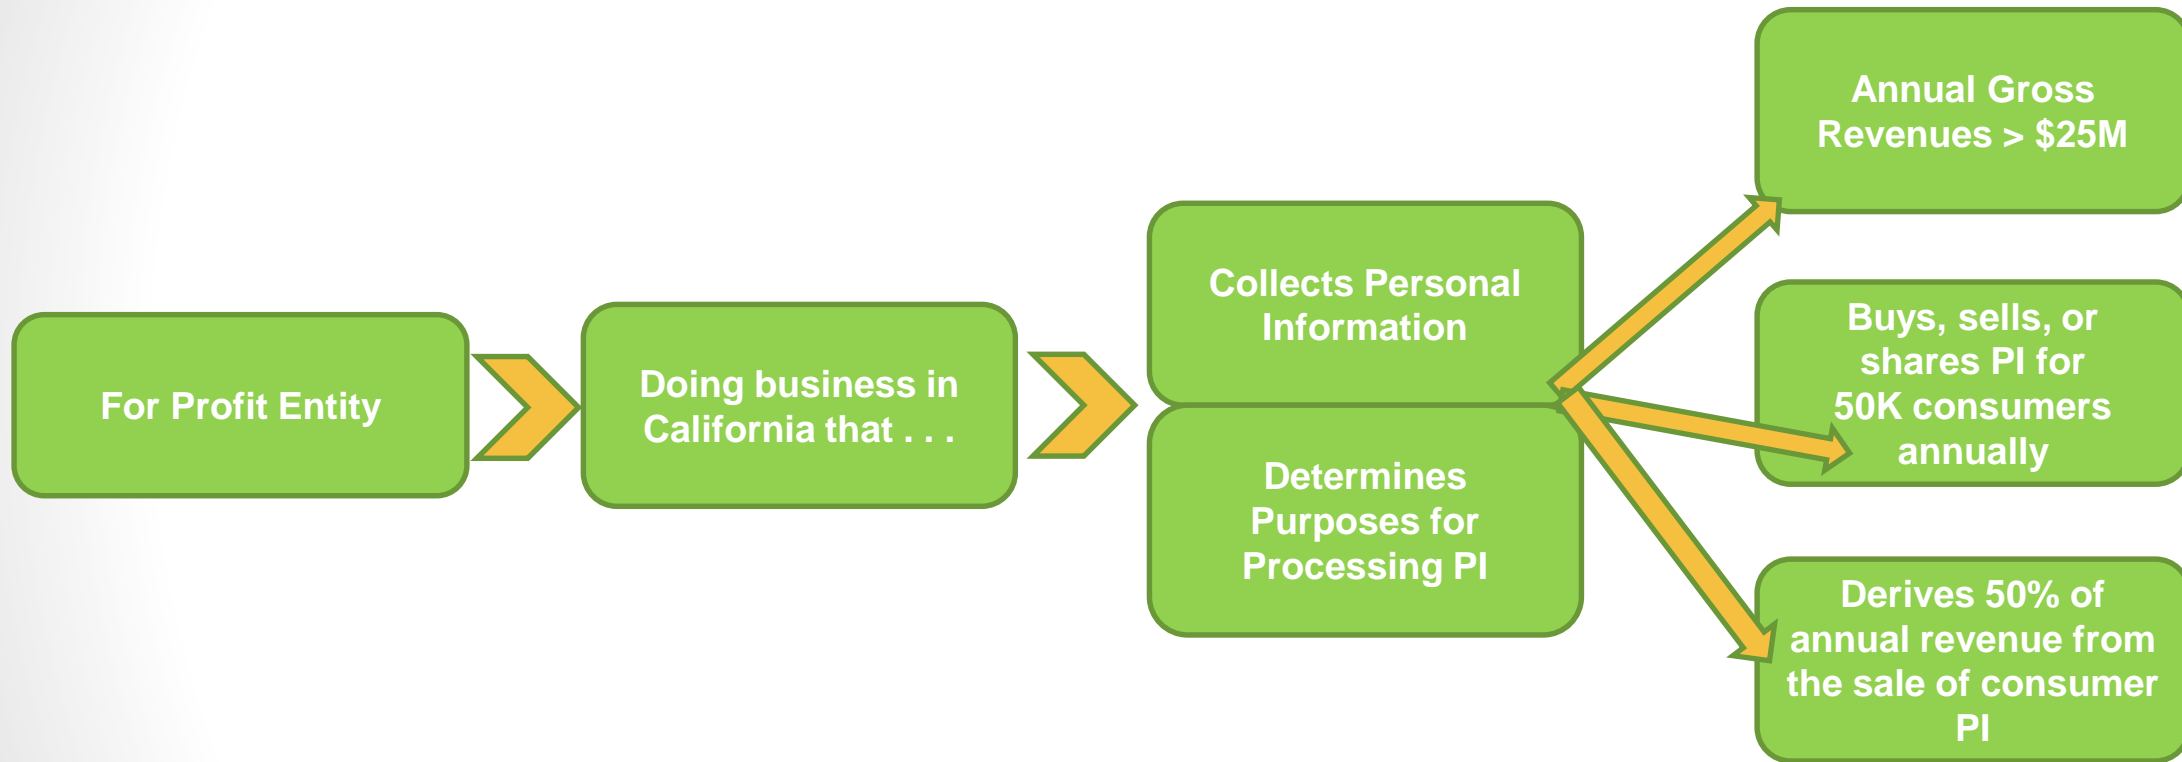 For Profit Entity
Doing business in
California that . . .
Collects Personal
Information
Determines
Purposes for
Processing PI
Annual Gross
Revenues > $25M
Buys, sells, or
shares PI for
50K consumers
annually
Derives 50% of
annual revenue from
the sale of consumer
PI